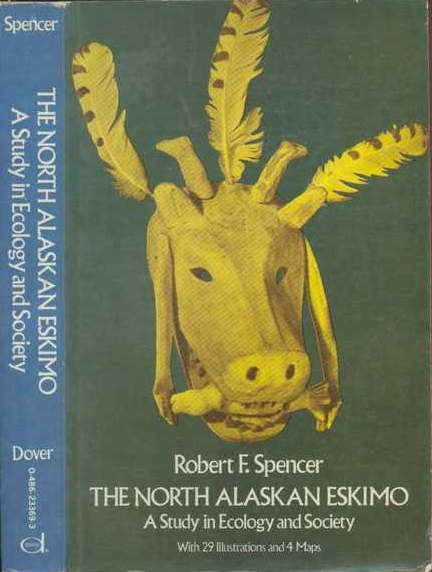 Spencer
THE NORTH ALASKAN ESKIMO
A Study in Ecology and Society
Dover
0-486-23369-3
Robert F. Spencer
THE NORTH ALASKAN ESKIMO
A Study in Ecology and Society
With 29 Illustrations and 4 Maps